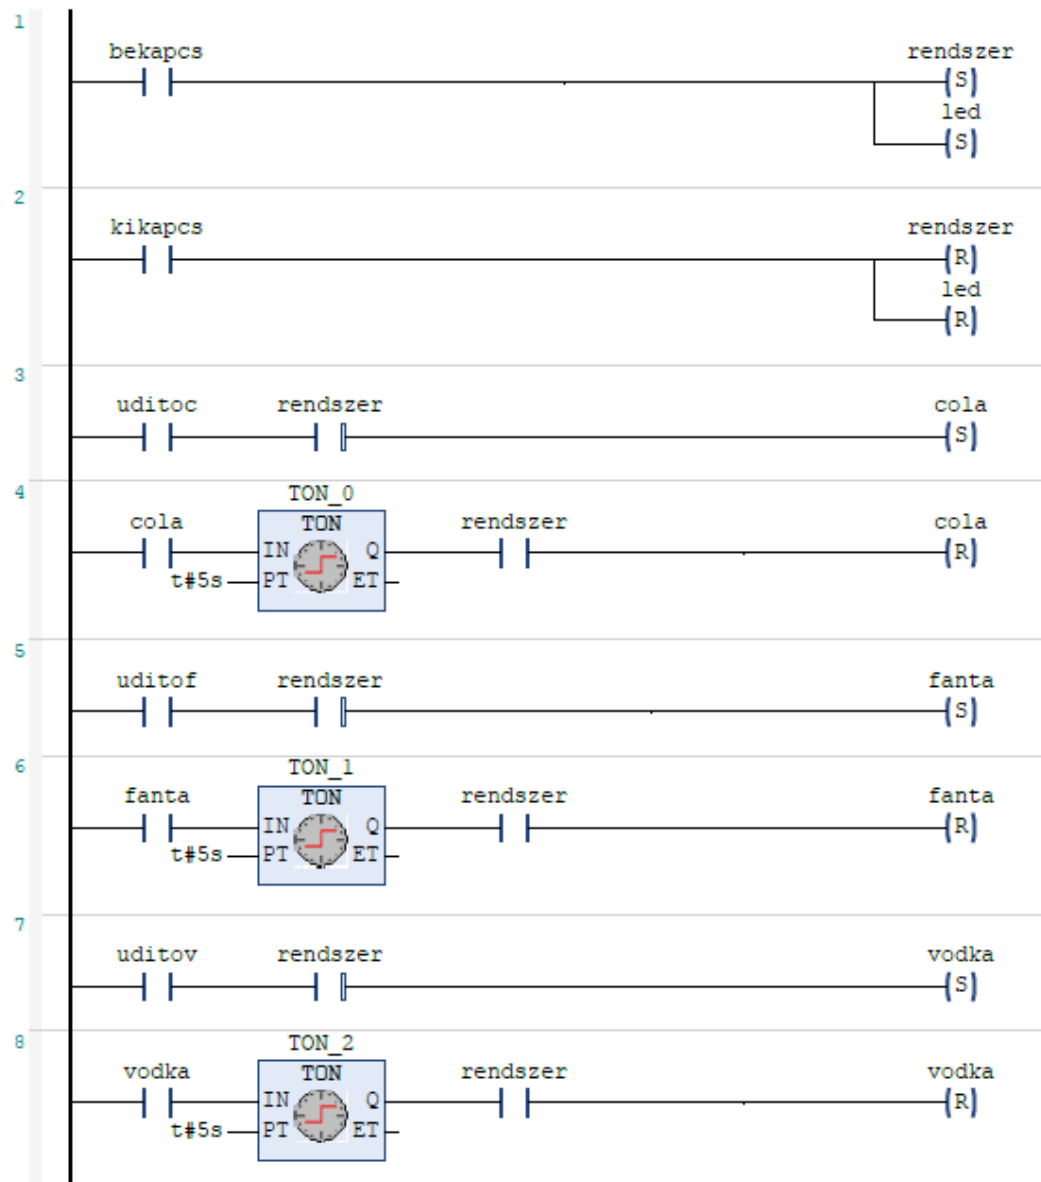 1
bekapcs rendszer
(S)
led
(S)
2
kikapcs rendszer
(R)
led
(R)
3
uditoc rendszer cola
(S)
4
TON_0
cola TON rendszer cola
IN Q (R)
t#5s PT ET
5
uditof rendszer fanta
(S)
6
TON_1
fanta TON rendszer fanta
IN Q (R)
t#5s PT ET
7
uditov rendszer vodka
(S)
8
TON_2
vodka TON rendszer vodka
IN Q (R)
t#5s PT ET